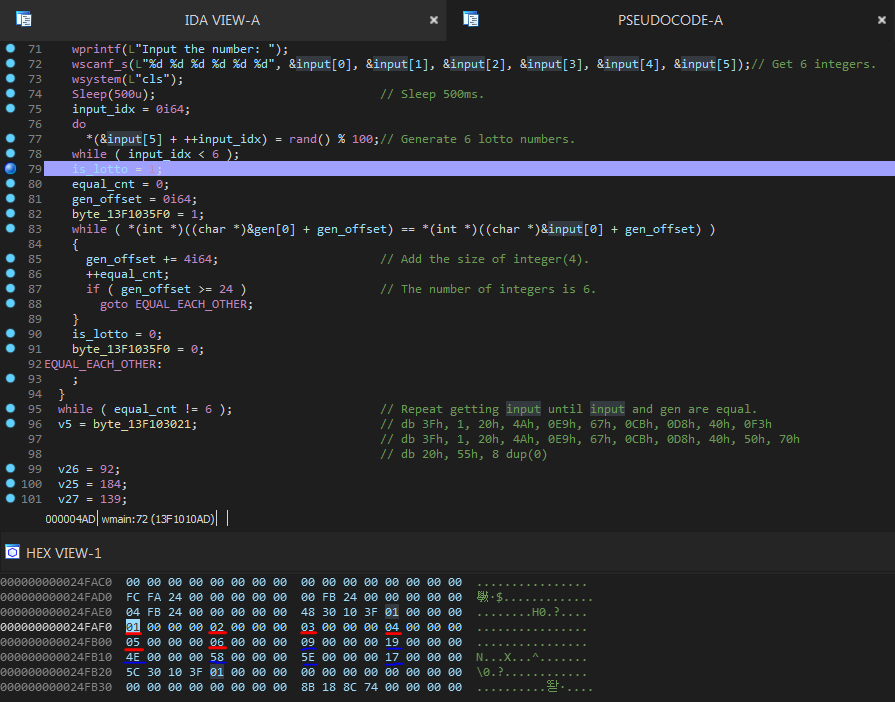 IDA VIEW-A
PSEUDOCODE-A
71 wprintf(L"Input the number: ");
72 wscanf_s(L"%d %d %d %d %d %d", &input[0], &input[1], &input[2], &input[3], &input[4], &input[5]);// Get 6 integers.
73 wsystem(L"cls");
74 Sleep(500u); // Sleep 500ms.
75 input_idx = 0i64;
76 do
77 *(&input[5] + ++input_idx) = rand() % 100;// Generate 6 lotto numbers.
78 while ( input_idx < 6 );
79 is_lotto = 1;
80 equal_cnt = 0;
81 gen_offset = 0i64;
82 byte_13F1035F0 = 1;
83 while ( *(int *)((char *)&gen[0] + gen_offset) == *(int *)((char *)&input[0] + gen_offset) )
84 {
85 gen_offset += 4i64; // Add the size of integer(4).
86 ++equal_cnt;
87 if ( gen_offset >= 24 ) // The number of integers is 6.
88 goto EQUAL_EACH_OTHER;
89 }
90 is_lotto = 0;
91 byte_13F1035F0 = 0;
92 EQUAL_EACH_OTHER:
93 ;
94 }
95 while ( equal_cnt != 6 ); // Repeat getting input until input and gen are equal.
96 v5 = byte_13F103021; // db 3Fh, 1, 20h, 4Ah, 0E9h, 67h, 0CBh, 0D8h, 40h, 0F3h
97 // db 3Fh, 1, 20h, 4Ah, 0E9h, 67h, 0CBh, 0D8h, 40h, 50h, 70h
98 // db 20h, 55h, 8 dup(0)
99 v26 = 92;
100 v25 = 184;
101 v27 = 139;
000004AD wmain:72 (13F1010AD)
HEX VIEW-1
000000000024FAC0 00 00 00 00 00 00 00 00 00 00 00 00 00 00 00 00 ................
000000000024FAD0 FC FA 24 00 00 00 00 00 00 FB 24 00 00 00 00 00
000000000024FAE0 04 FB 24 00 00 00 00 00 48 30 10 3F 01 00 00 00 ........H0.?....
000000000024FAF0 01 00 00 00 02 00 00 00 03 00 00 00 04 00 00 00 ................
000000000024FB00 05 00 00 00 06 00 00 00 09 00 00 00 19 00 00 00 ................
000000000024FB10 4E 00 00 00 58 00 00 00 5E 00 00 00 17 00 00 00 N...X...^.......
000000000024FB20 5C 30 10 3F 01 00 00 00 00 00 00 00 00 00 00 00 \0.?............
000000000024FB30 00 00 00 00 00 00 00 00 8B 18 8C 74 00 00 00 00